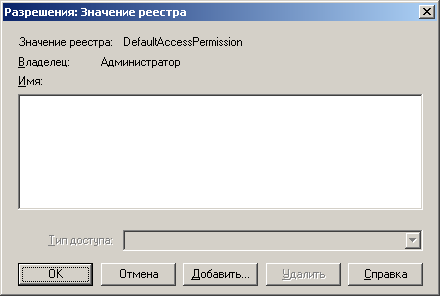 Разрешения: Значение реестра
Значение реестра: DefaultAccessPermission
Владелец: Администратор
Имя:
Тип доступа:
OK Отмена Добавить... Удалить Справка